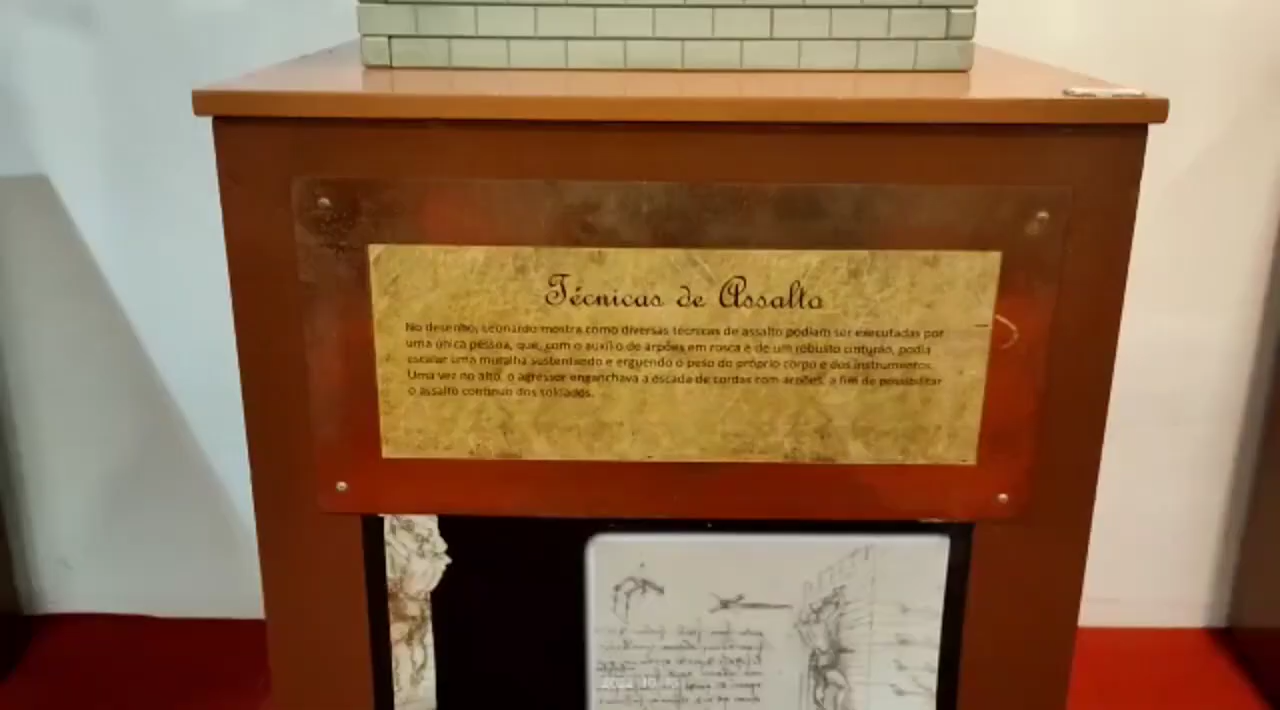 Técnicas de Assalto
No desenho, Leonardo mostra como diversas técnicas de assalto podiam ser executadas por
uma única pessoa, que, com o auxílio de arpões em rosca e de um robusto cinturão, podia
escalar uma muralha sustentando e erguendo o peso do próprio corpo e dos instrumentos.
Uma vez no alto, o agressor enganchava a escada de cordas com arpões, a fim de possibilitar
o assalto contínuo dos soldados.